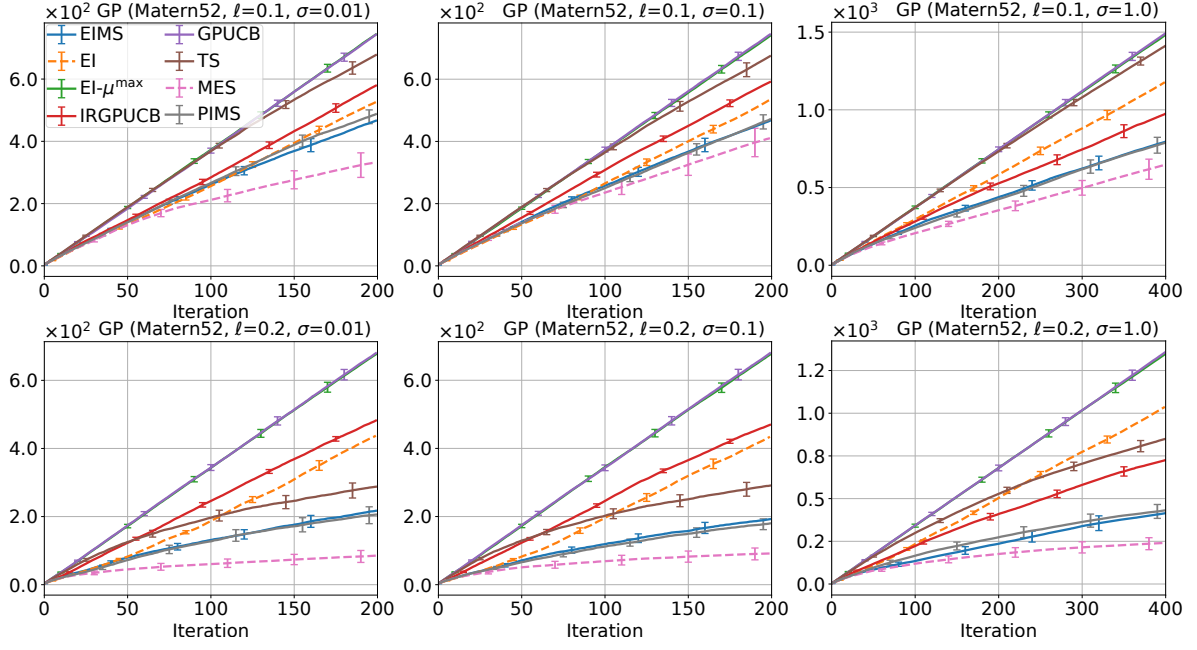 ×10² GP (Matern52, ℓ=0.1, σ=0.01)
EIMS
EI
EI-μᵐᵃˣ
IRGPUCB
GPUCB
TS
MES
PIMS
6.0
4.0
2.0
0.0
0 50 100 150 200
Iteration
×10² GP (Matern52, ℓ=0.1, σ=0.1)
6.0
4.0
2.0
0.0
0 50 100 150 200
Iteration
×10³ GP (Matern52, ℓ=0.1, σ=1.0)
1.5
1.0
0.5
0.0
0 100 200 300 400
Iteration
×10² GP (Matern52, ℓ=0.2, σ=0.01)
6.0
4.0
2.0
0.0
0 50 100 150 200
Iteration
×10² GP (Matern52, ℓ=0.2, σ=0.1)
6.0
4.0
2.0
0.0
0 50 100 150 200
Iteration
×10³ GP (Matern52, ℓ=0.2, σ=1.0)
1.2
1.0
0.8
0.5
0.2
0.0
0 100 200 300 400
Iteration